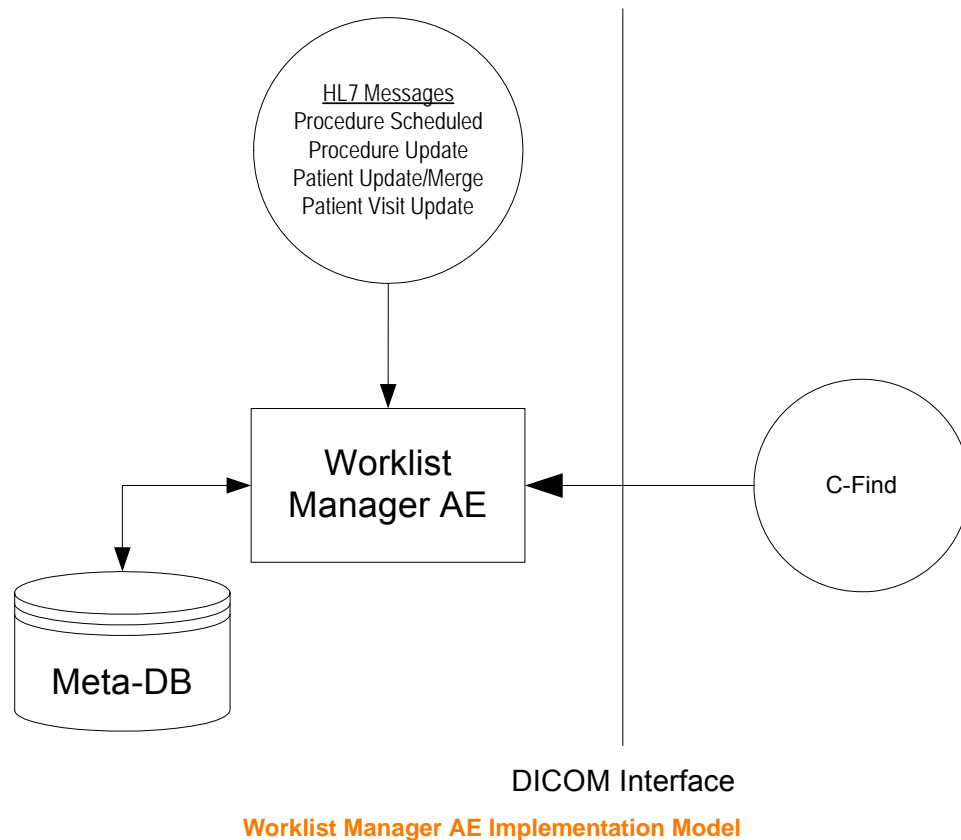 HL7 Messages
Procedure Scheduled
Procedure Update
Patient Update/Merge
Patient Visit Update
Worklist
Manager AE
C-Find
Meta-DB
DICOM Interface
Worklist Manager AE Implementation Model